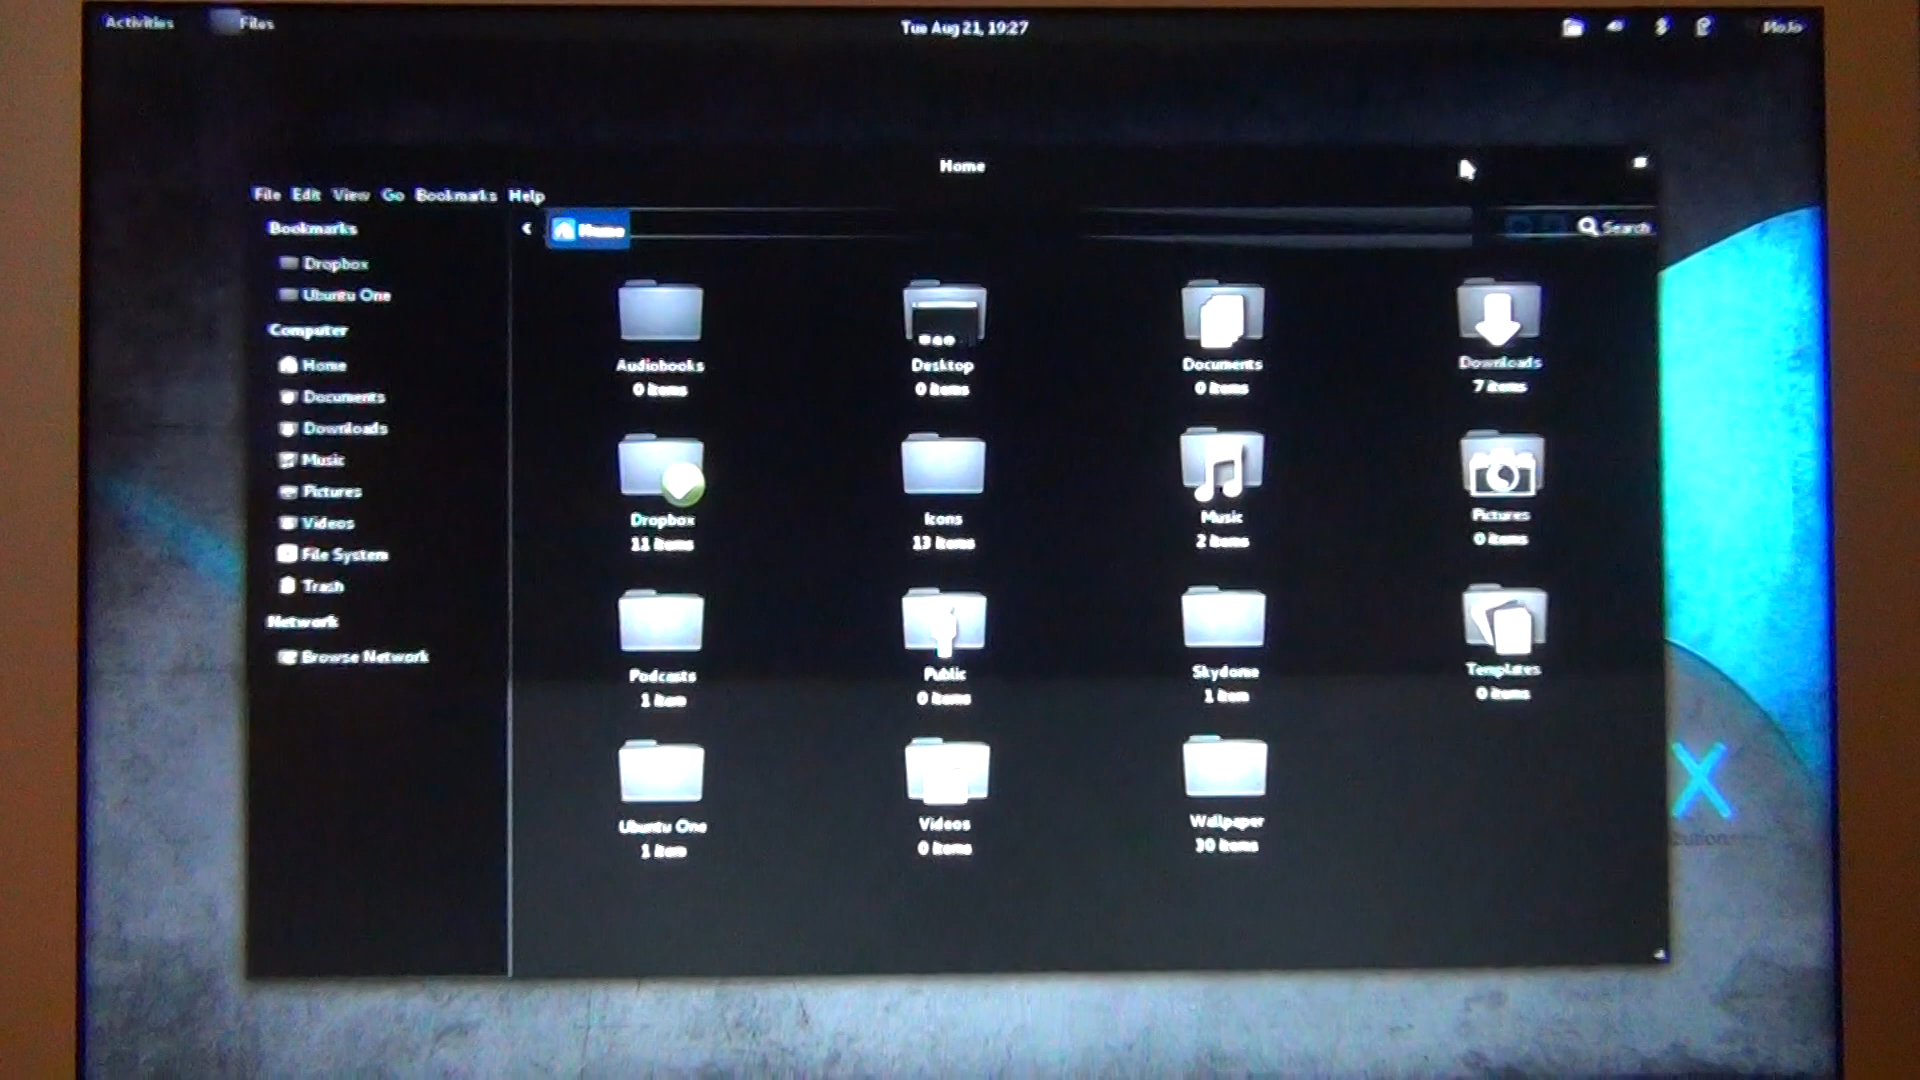 Activities Files Tue Aug 21, 19:27 MoJo
Home
File Edit View Go Bookmarks Help
Bookmarks
Dropbox
Ubuntu One
Computer
Home
Documents
Downloads
Music
Pictures
Videos
File System
Trash
Network
Browse Network
Home Search
Audiobooks Desktop Documents Downloads
0 items 0 items 0 items 7 items
Dropbox Icons Music Pictures
11 items 13 items 2 items 0 items
Podcasts Public Skydome Templates
1 item 0 items 1 item 0 items
Ubuntu One Videos Wallpaper
1 item 0 items 30 items
X